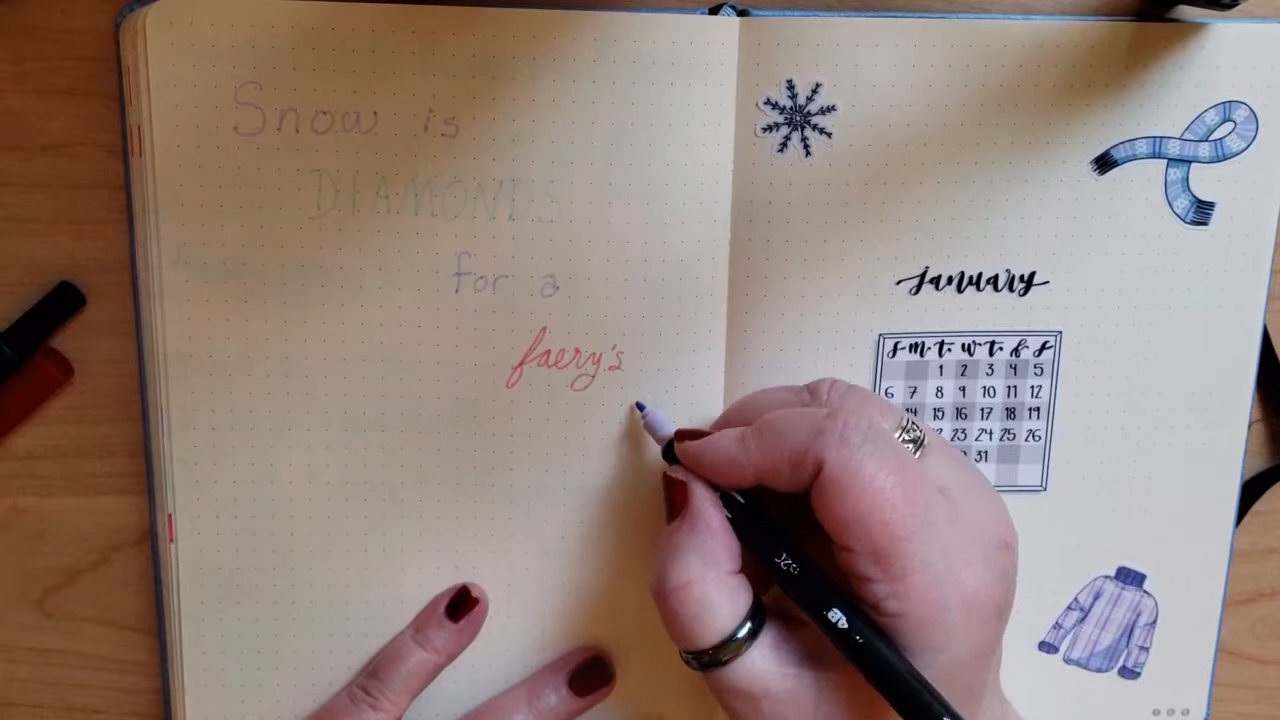 Snow is
DIAMONDS
for a
faery's
january
S M T W T F S
1 2 3 4 5
6 7 8 9 10 11 12
14 15 16 17 18 19
23 24 25 26
31